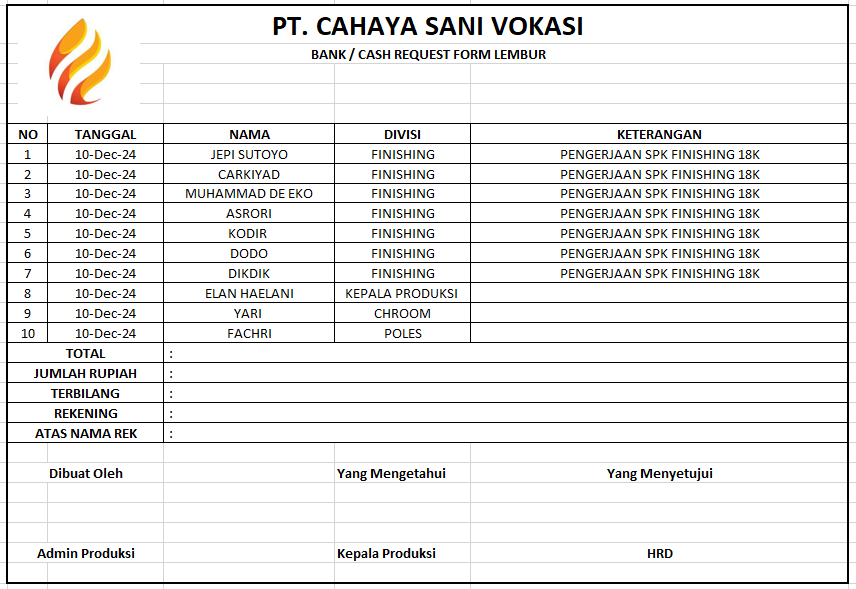 PT. CAHAYA SANI VOKASI
BANK / CASH REQUEST FORM LEMBUR
NO TANGGAL NAMA DIVISI KETERANGAN
1 10-Dec-24 JEPI SUTOYO FINISHING PENGERJAAN SPK FINISHING 18K
2 10-Dec-24 CARKIYAD FINISHING PENGERJAAN SPK FINISHING 18K
3 10-Dec-24 MUHAMMAD DE EKO FINISHING PENGERJAAN SPK FINISHING 18K
4 10-Dec-24 ASRORI FINISHING PENGERJAAN SPK FINISHING 18K
5 10-Dec-24 KODIR FINISHING PENGERJAAN SPK FINISHING 18K
6 10-Dec-24 DODO FINISHING PENGERJAAN SPK FINISHING 18K
7 10-Dec-24 DIKDIK FINISHING PENGERJAAN SPK FINISHING 18K
8 10-Dec-24 ELAN HAELANI KEPALA PRODUKSI
9 10-Dec-24 YARI CHROOM
10 10-Dec-24 FACHRI POLES
TOTAL :
JUMLAH RUPIAH :
TERBILANG :
REKENING :
ATAS NAMA REK :
Dibuat Oleh Yang Mengetahui Yang Menyetujui
Admin Produksi Kepala Produksi HRD